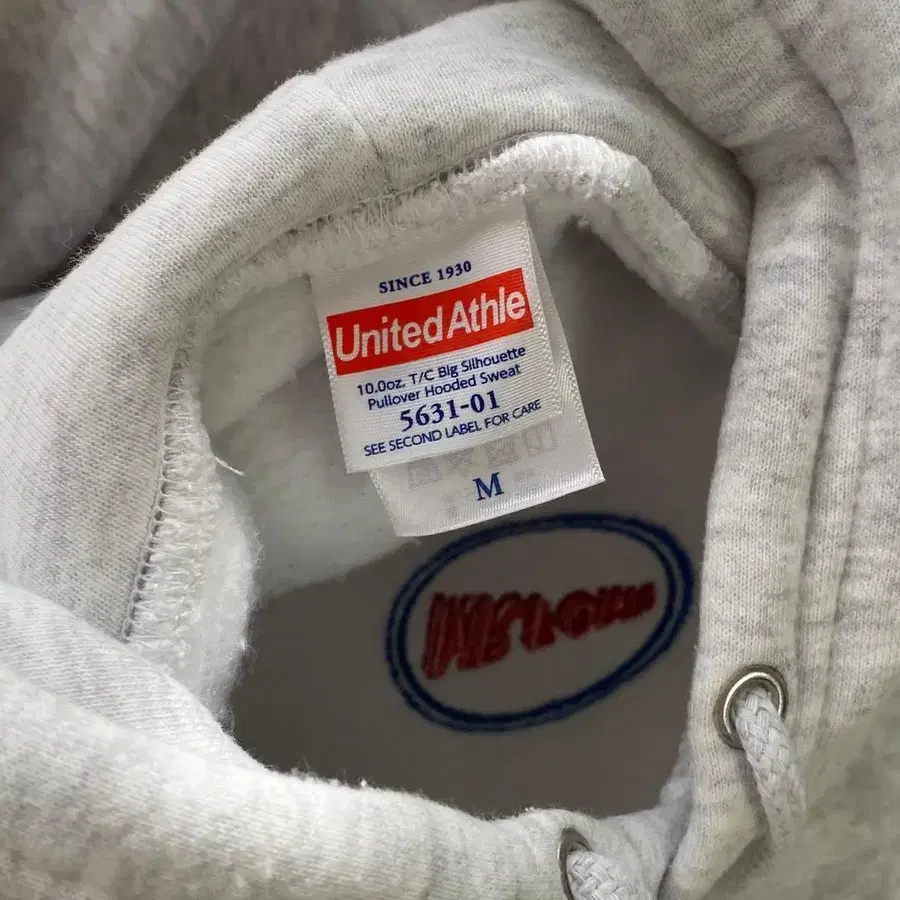 SINCE 1930
United Athle
10.0oz. T/C Big Silhouette
Pullover Hooded Sweat
5631-01
SEE SECOND LABEL FOR CARE
M